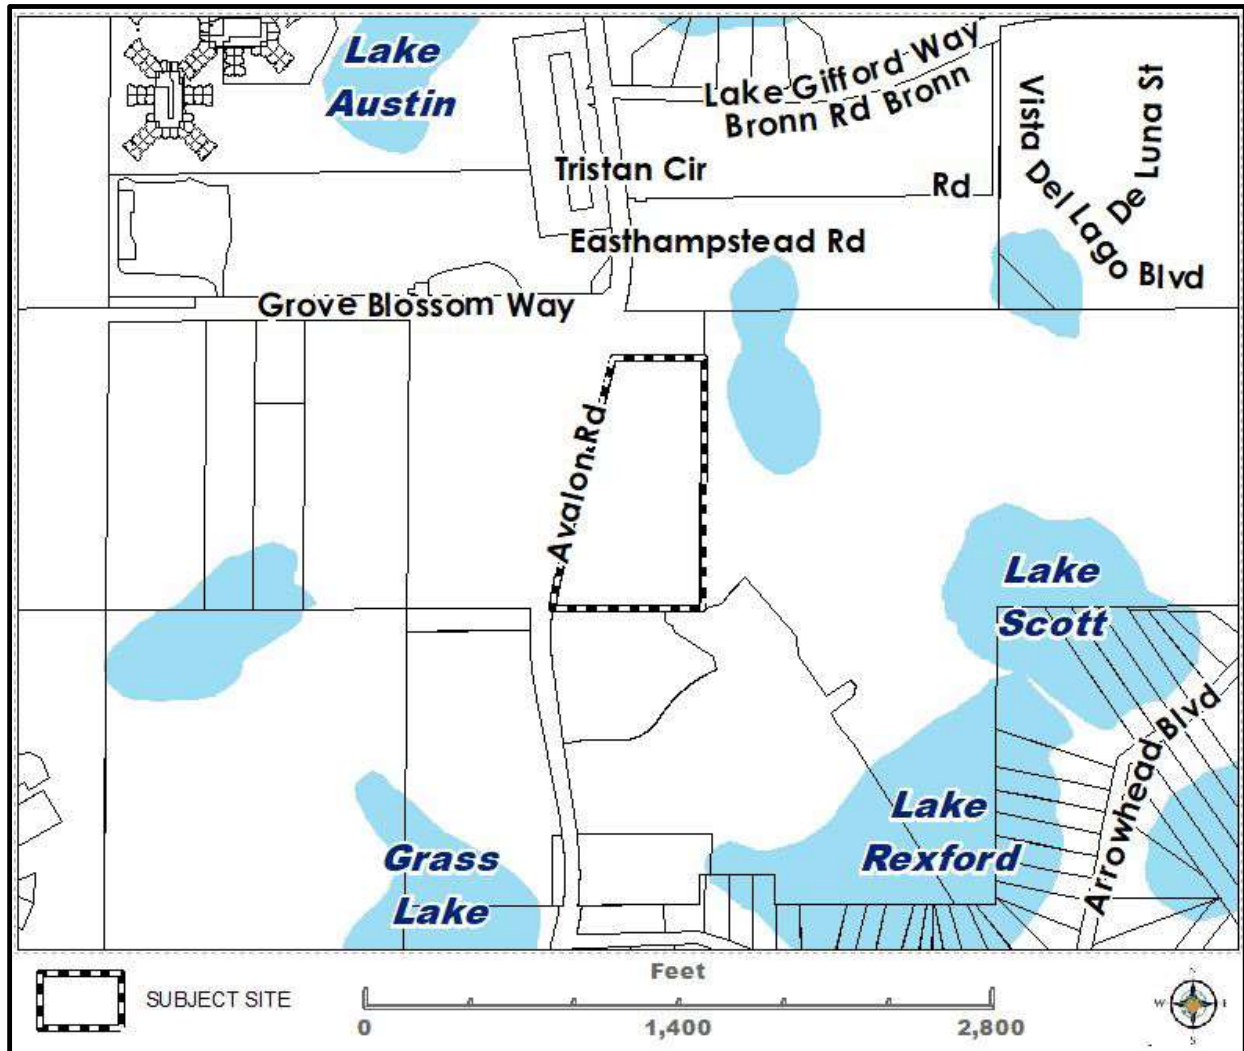 Lake
Austin
Lake Gifford Way
Bronn Rd Bronn
Rd
Tristan Cir
Easthampstead Rd
Vista Del Lago Blvd
De Luna St
Grove Blossom Way
Avalon Rd
Lake
Scott
Arrowhead Blvd
Lake
Rexford
Grass
Lake
SUBJECT SITE
Feet
0 1,400 2,800
N
W
S